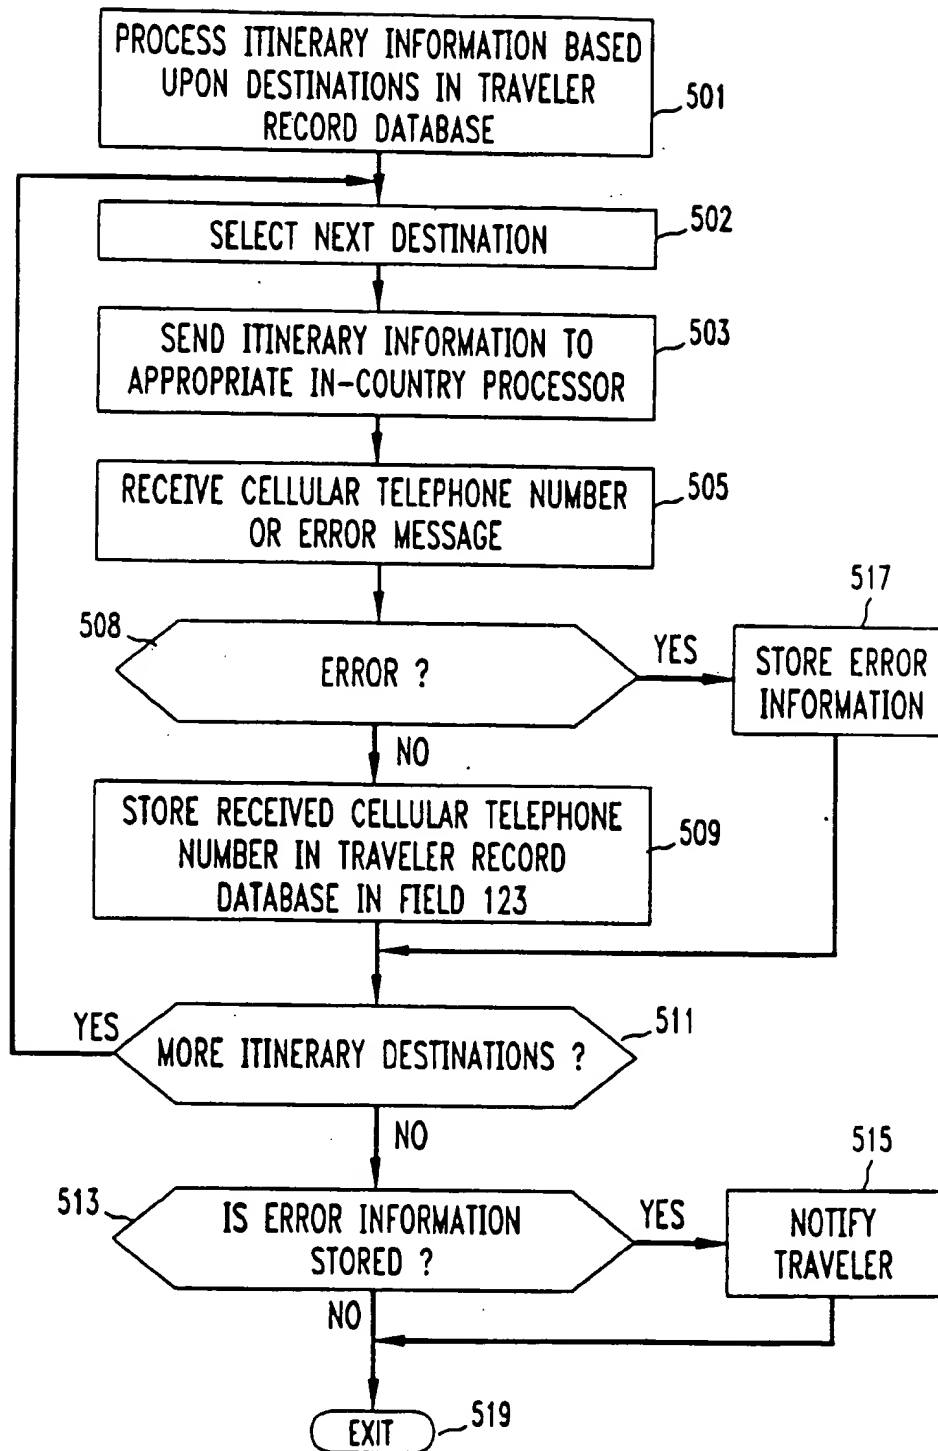 PROCESS ITINERARY INFORMATION BASED
UPON DESTINATIONS IN TRAVELER
RECORD DATABASE
501
SELECT NEXT DESTINATION
502
SEND ITINERARY INFORMATION TO
APPROPRIATE IN-COUNTRY PROCESSOR
503
RECEIVE CELLULAR TELEPHONE NUMBER
OR ERROR MESSAGE
505
508
ERROR ?
YES
517
STORE ERROR
INFORMATION
NO
STORE RECEIVED CELLULAR TELEPHONE
NUMBER IN TRAVELER RECORD
DATABASE IN FIELD 123
509
YES
MORE ITINERARY DESTINATIONS ?
511
NO
513
IS ERROR INFORMATION
STORED ?
YES
515
NOTIFY
TRAVELER
NO
EXIT
519